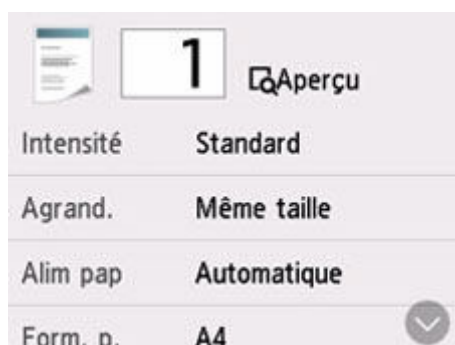 1 Aperçu
Intensité Standard
Agrand. Même taille
Alim pap Automatique
Form. p. A4